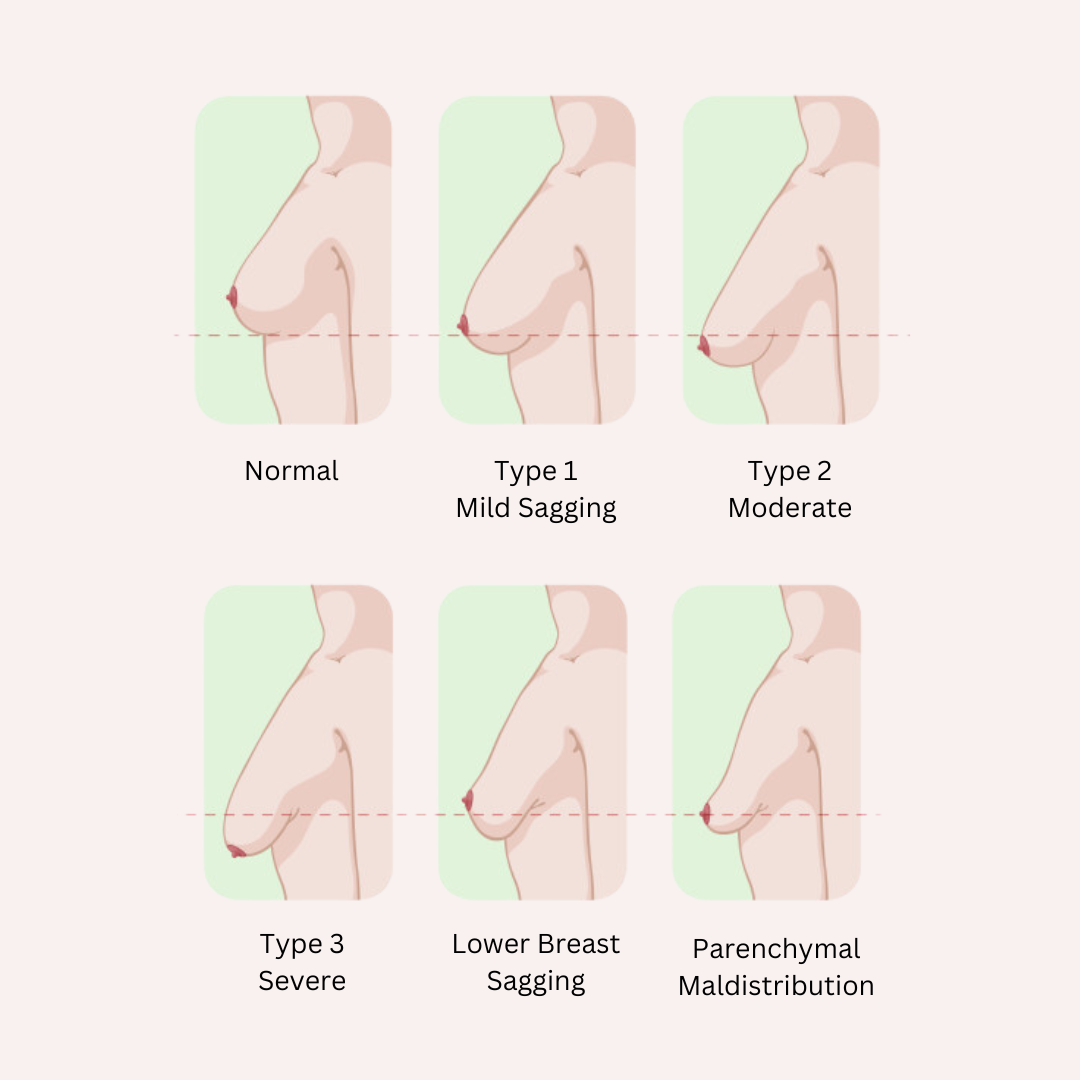 Normal
Type 1
Mild Sagging
Type 2
Moderate
Type 3
Severe
Lower Breast
Sagging
Parenchymal
Maldistribution